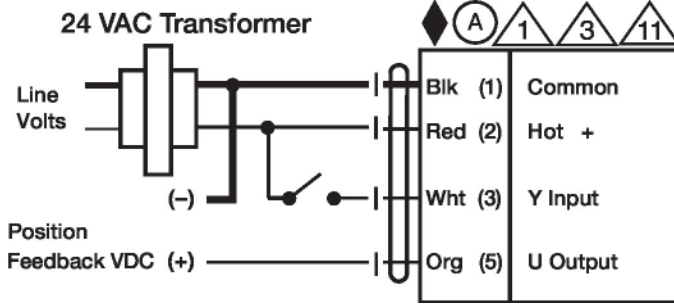 24 VAC Transformer
A 1 3 11
Line
Volts
Blk (1) Common
Red (2) Hot +
(–)
Wht (3) Y Input
Position
Feedback VDC (+)
Org (5) U Output